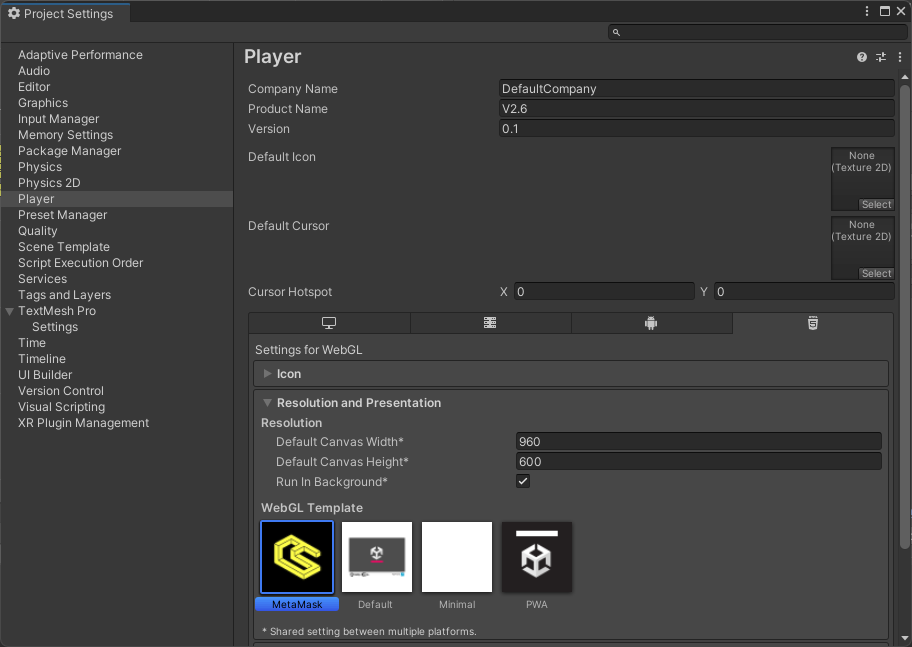 Project Settings
Adaptive Performance
Audio
Editor
Graphics
Input Manager
Memory Settings
Package Manager
Physics
Physics 2D
Player
Preset Manager
Quality
Scene Template
Script Execution Order
Services
Tags and Layers
TextMesh Pro
Settings
Time
Timeline
UI Builder
Version Control
Visual Scripting
XR Plugin Management
Player
Company Name DefaultCompany
Product Name V2.6
Version 0.1
Default Icon
None
(Texture 2D)
Select
Default Cursor
None
(Texture 2D)
Select
Cursor Hotspot X 0 Y 0
Settings for WebGL
Icon
Resolution and Presentation
Resolution
Default Canvas Width* 960
Default Canvas Height* 600
Run In Background*
WebGL Template
MetaMask Default Minimal PWA
* Shared setting between multiple platforms.